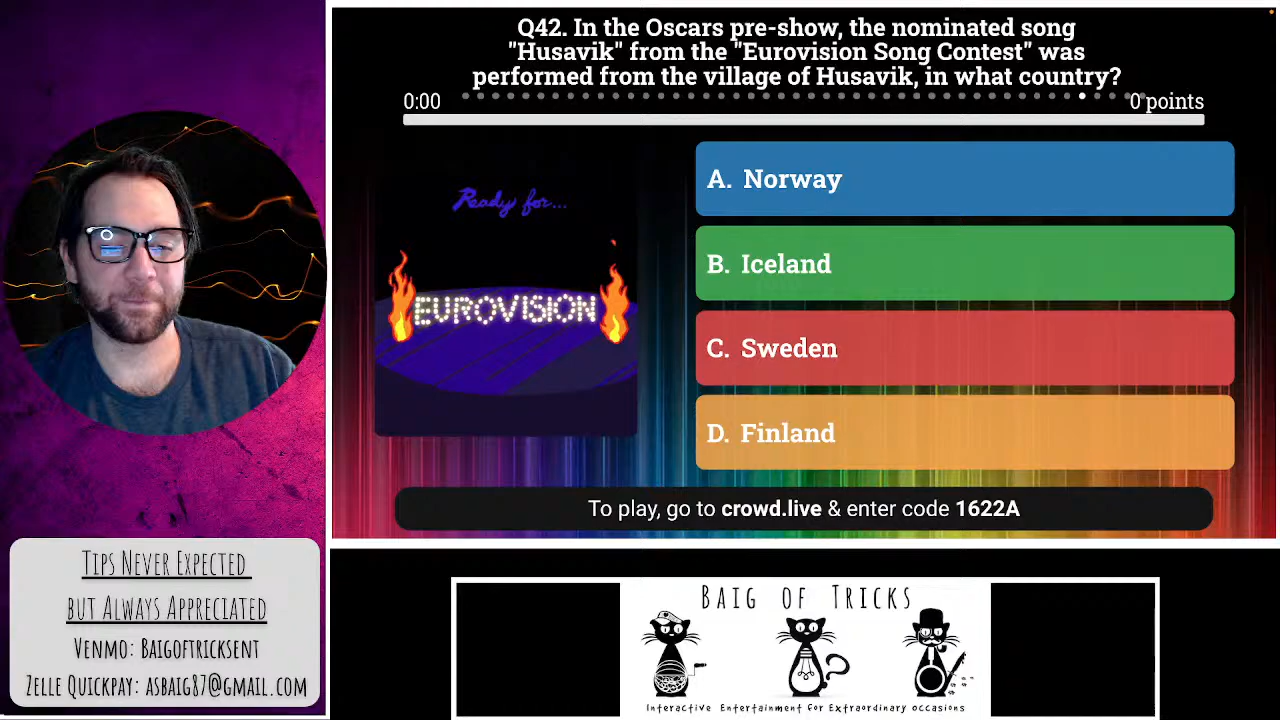 Q42. In the Oscars pre-show, the nominated song
"Husavik" from the "Eurovision Song Contest" was
performed from the village of Husavik, in what country?
0:00
0 points
Ready for...
EUROVISION
A. Norway
B. Iceland
C. Sweden
D. Finland
To play, go to crowd.live & enter code 1622A
Tips Never Expected
but Always Appreciated
Venmo: Baigoftricksent
Zelle Quickpay: asbaig87@gmail.com
Baig of Tricks
Interactive Entertainment for Extraordinary Occasions